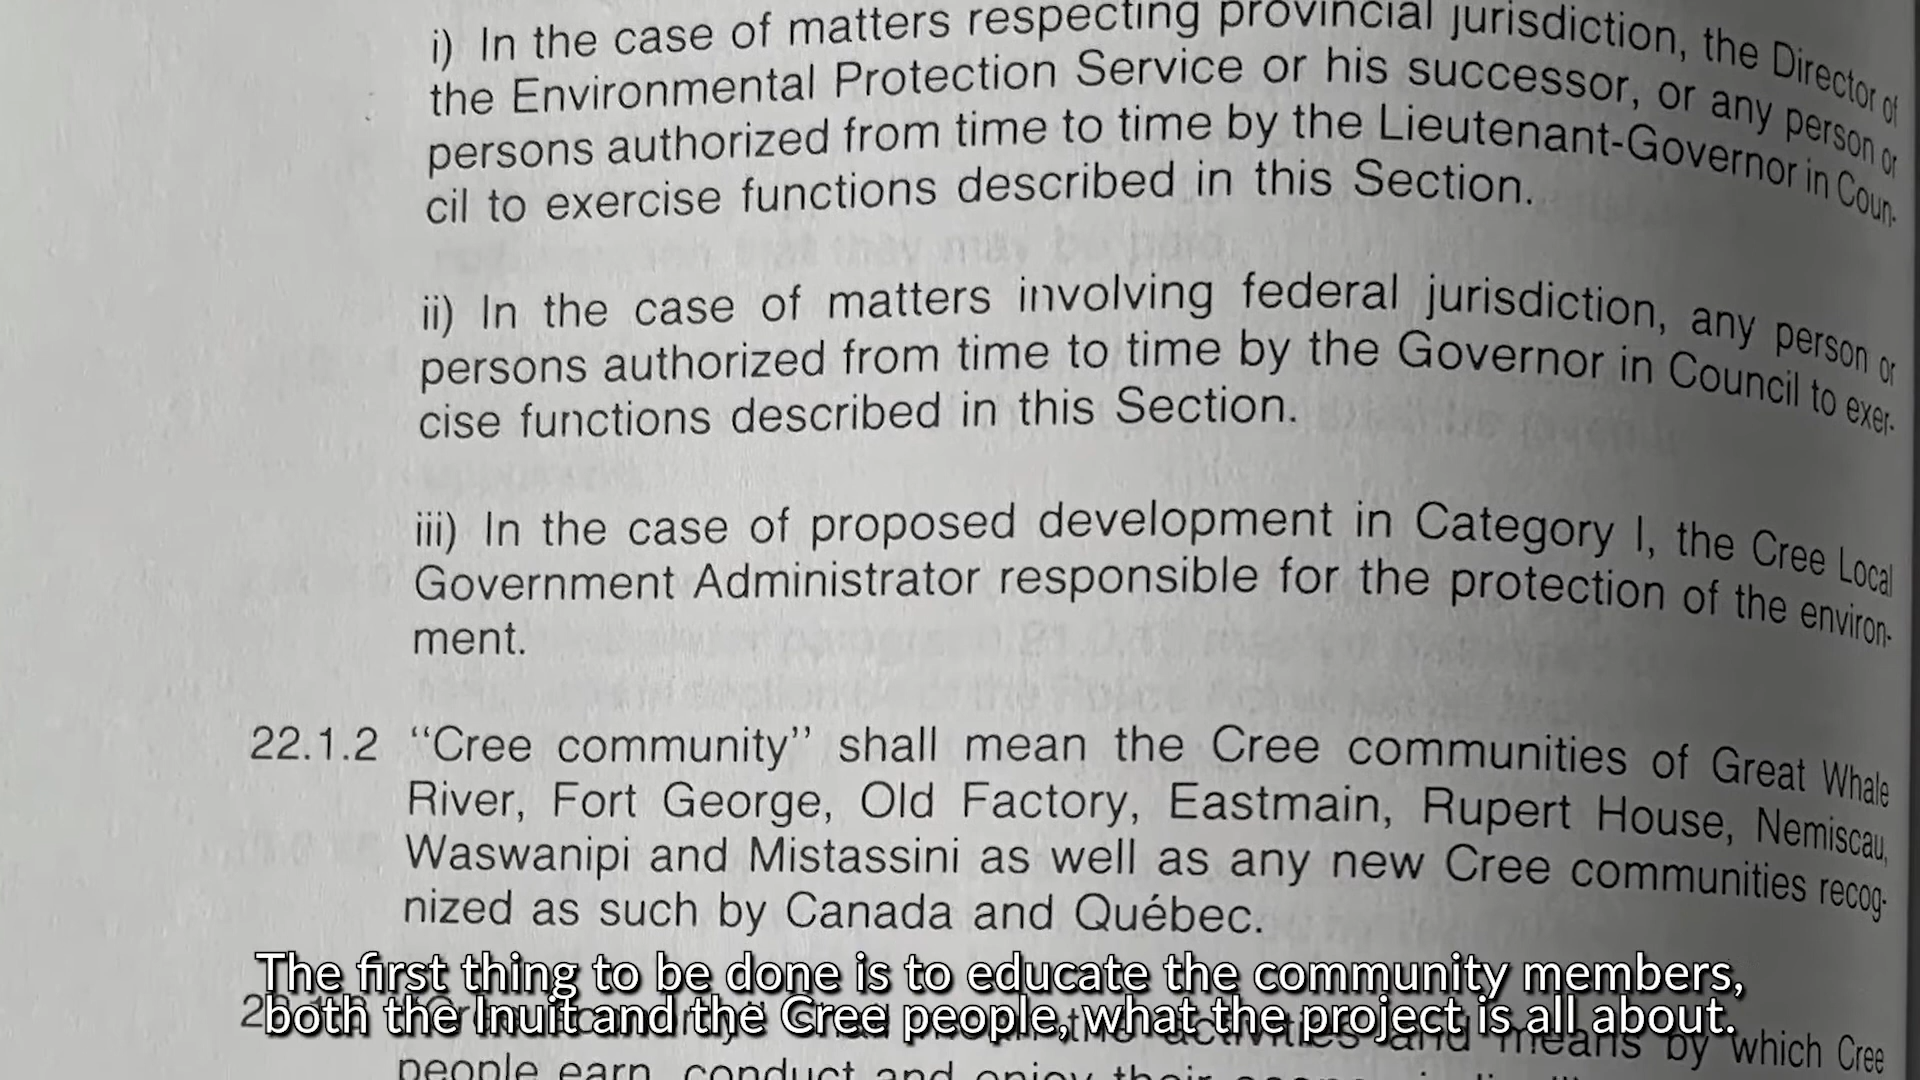 i) In the case of matters respecting provincial jurisdiction, the Director of
the Environmental Protection Service or his successor, or any person or
persons authorized from time to time by the Lieutenant-Governor in Coun-
cil to exercise functions described in this Section.
ii) In the case of matters involving federal jurisdiction, any person or
persons authorized from time to time by the Governor in Council to exer-
cise functions described in this Section.
iii) In the case of proposed development in Category I, the Cree Local
Government Administrator responsible for the protection of the environ-
ment.
22.1.2 “Cree community” shall mean the Cree communities of Great Whale
River, Fort George, Old Factory, Eastmain, Rupert House, Nemiscau,
Waswanipi and Mistassini as well as any new Cree communities recog-
nized as such by Canada and Québec.
The first thing to be done is to educate the community members,
both the Inuit and the Cree people, what the project is all about.
activities and means by which Cree
people earn, conduct and enjoy their